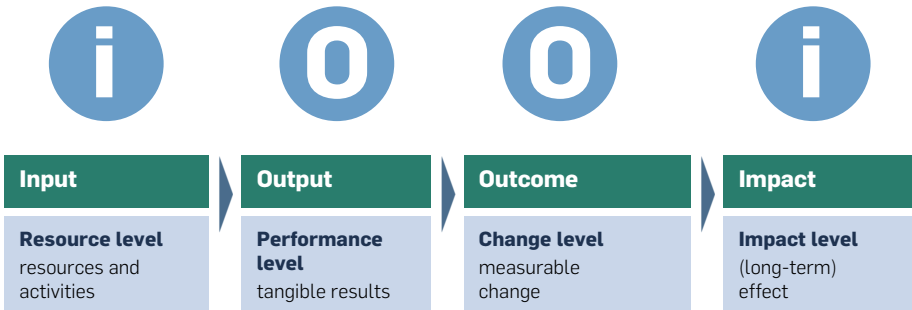 i
o
o
i
Input
Output
Outcome
Impact
Resource level
resources and
activities
Performance
level
tangible results
Change level
measurable
change
Impact level
(long-term)
effect